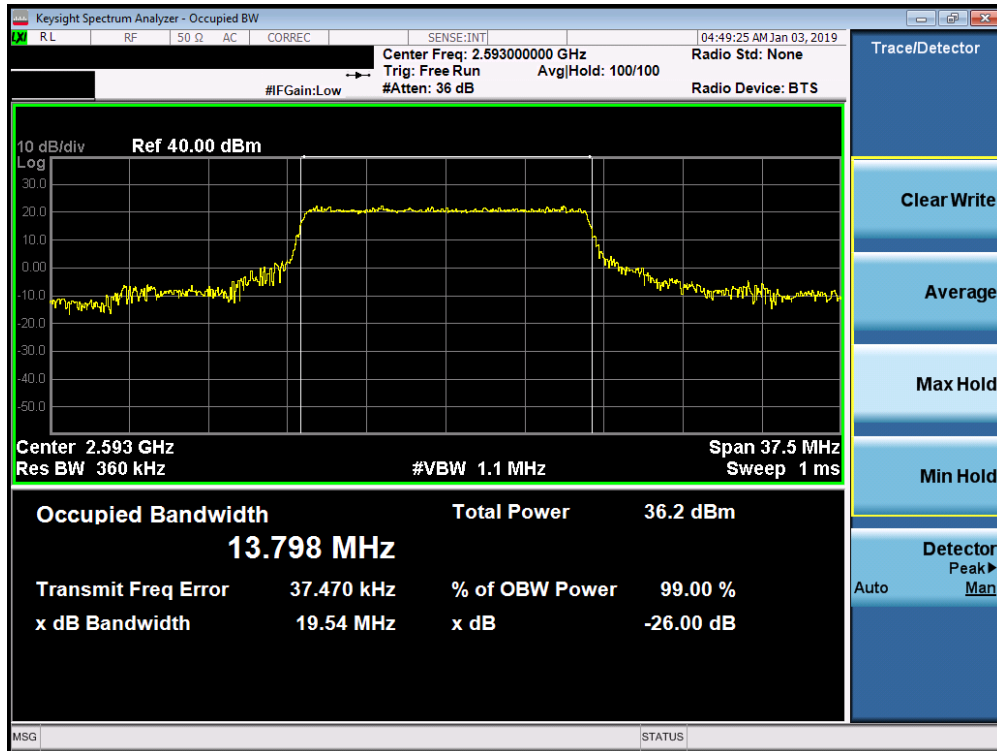 Keysight Spectrum Analyzer - Occupied BW
LXI RL RF 50 Ω AC CORREC SENSE:INT 04:49:25 AM Jan 03, 2019
Center Freq: 2.593000000 GHz Radio Std: None
Trig: Free Run Avg|Hold: 100/100
#IFGain:Low #Atten: 36 dB Radio Device: BTS
10 dB/div Ref 40.00 dBm
Log
30.0
20.0
10.0
0.00
-10.0
-20.0
-30.0
-40.0
-50.0
Center 2.593 GHz Span 37.5 MHz
Res BW 360 kHz #VBW 1.1 MHz Sweep 1 ms
Occupied Bandwidth Total Power 36.2 dBm
13.798 MHz
Transmit Freq Error 37.470 kHz % of OBW Power 99.00 %
x dB Bandwidth 19.54 MHz x dB -26.00 dB
MSG STATUS
Trace/Detector
Clear Write
Average
Max Hold
Min Hold
Detector
Peak▶
Auto Man